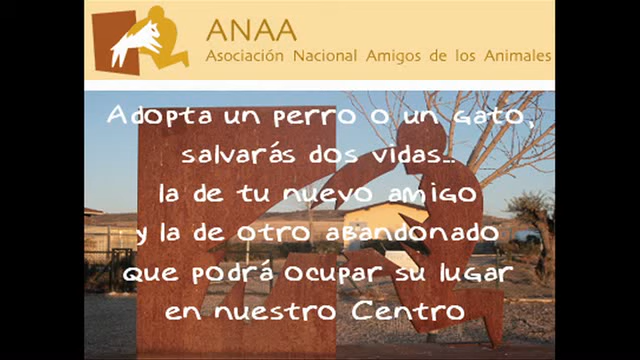 ANAA
Asociación Nacional Amigos de los Animales
Adopta un perro o un gato,
salvarás dos vidas...
la de tu nuevo amigo
y la de otro abandonado
que podrá ocupar su lugar
en nuestro Centro